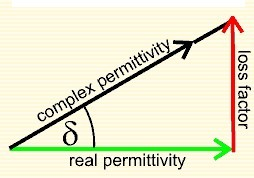 complex permittivity
δ
real permittivity
loss factor